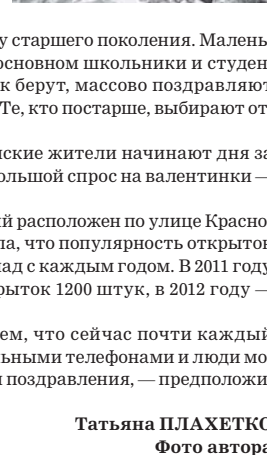 у старшего поколения. Малень
основном школьники и студен
к берут, массово поздравляют
Те, кто постарше, выбирают от
ские жители начинают дня за
ольшой спрос на валентинки —
й расположен по улице Красно
ла, что популярность открыток
ад с каждым годом. В 2011 году
рыток 1200 штук, в 2012 году —
ем, что сейчас почти каждый
ьными телефонами и люди мо
поздравления, — предположи
Татьяна ПЛАХЕТКО
Фото автора